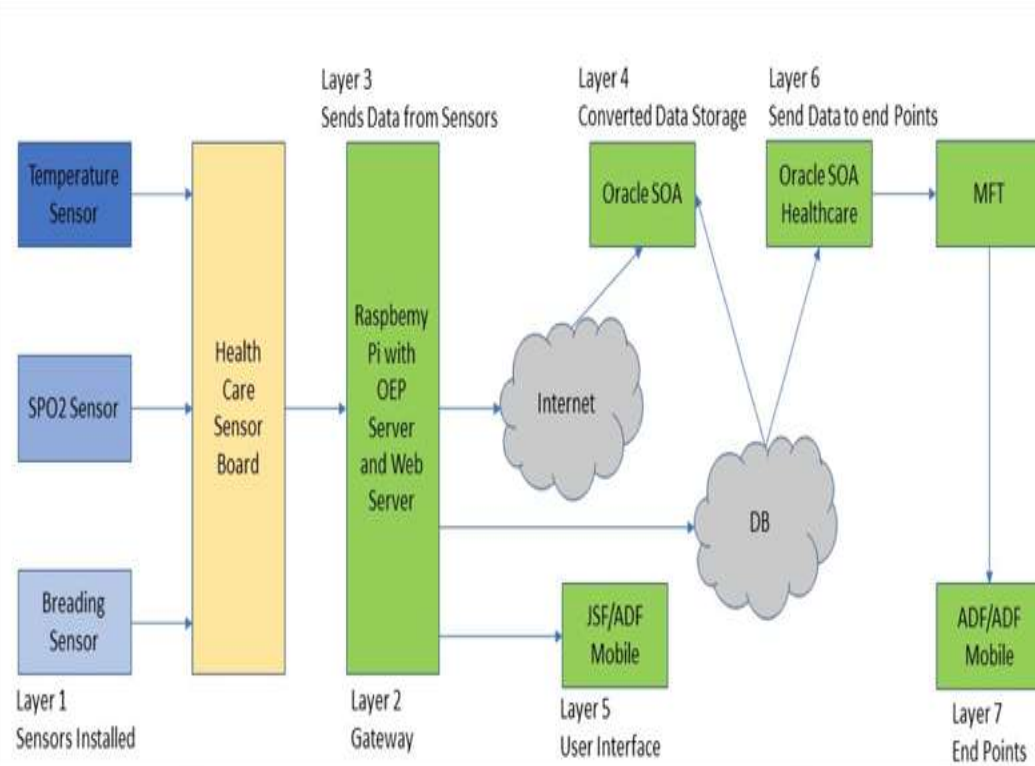 Layer 3
Sends Data from Sensors
Layer 4
Converted Data Storage
Layer 6
Send Data to end Points
Temperature
Sensor
SPO2 Sensor
Breading
Sensor
Layer 1
Sensors Installed
Health
Care
Sensor
Board
Raspbemy
Pi with
OEP
Server
and Web
Server
Layer 2
Gateway
Internet
Oracle SOA
DB
JSF/ADF
Mobile
Layer 5
User Interface
Oracle SOA
Healthcare
MFT
ADF/ADF
Mobile
Layer 7
End Points